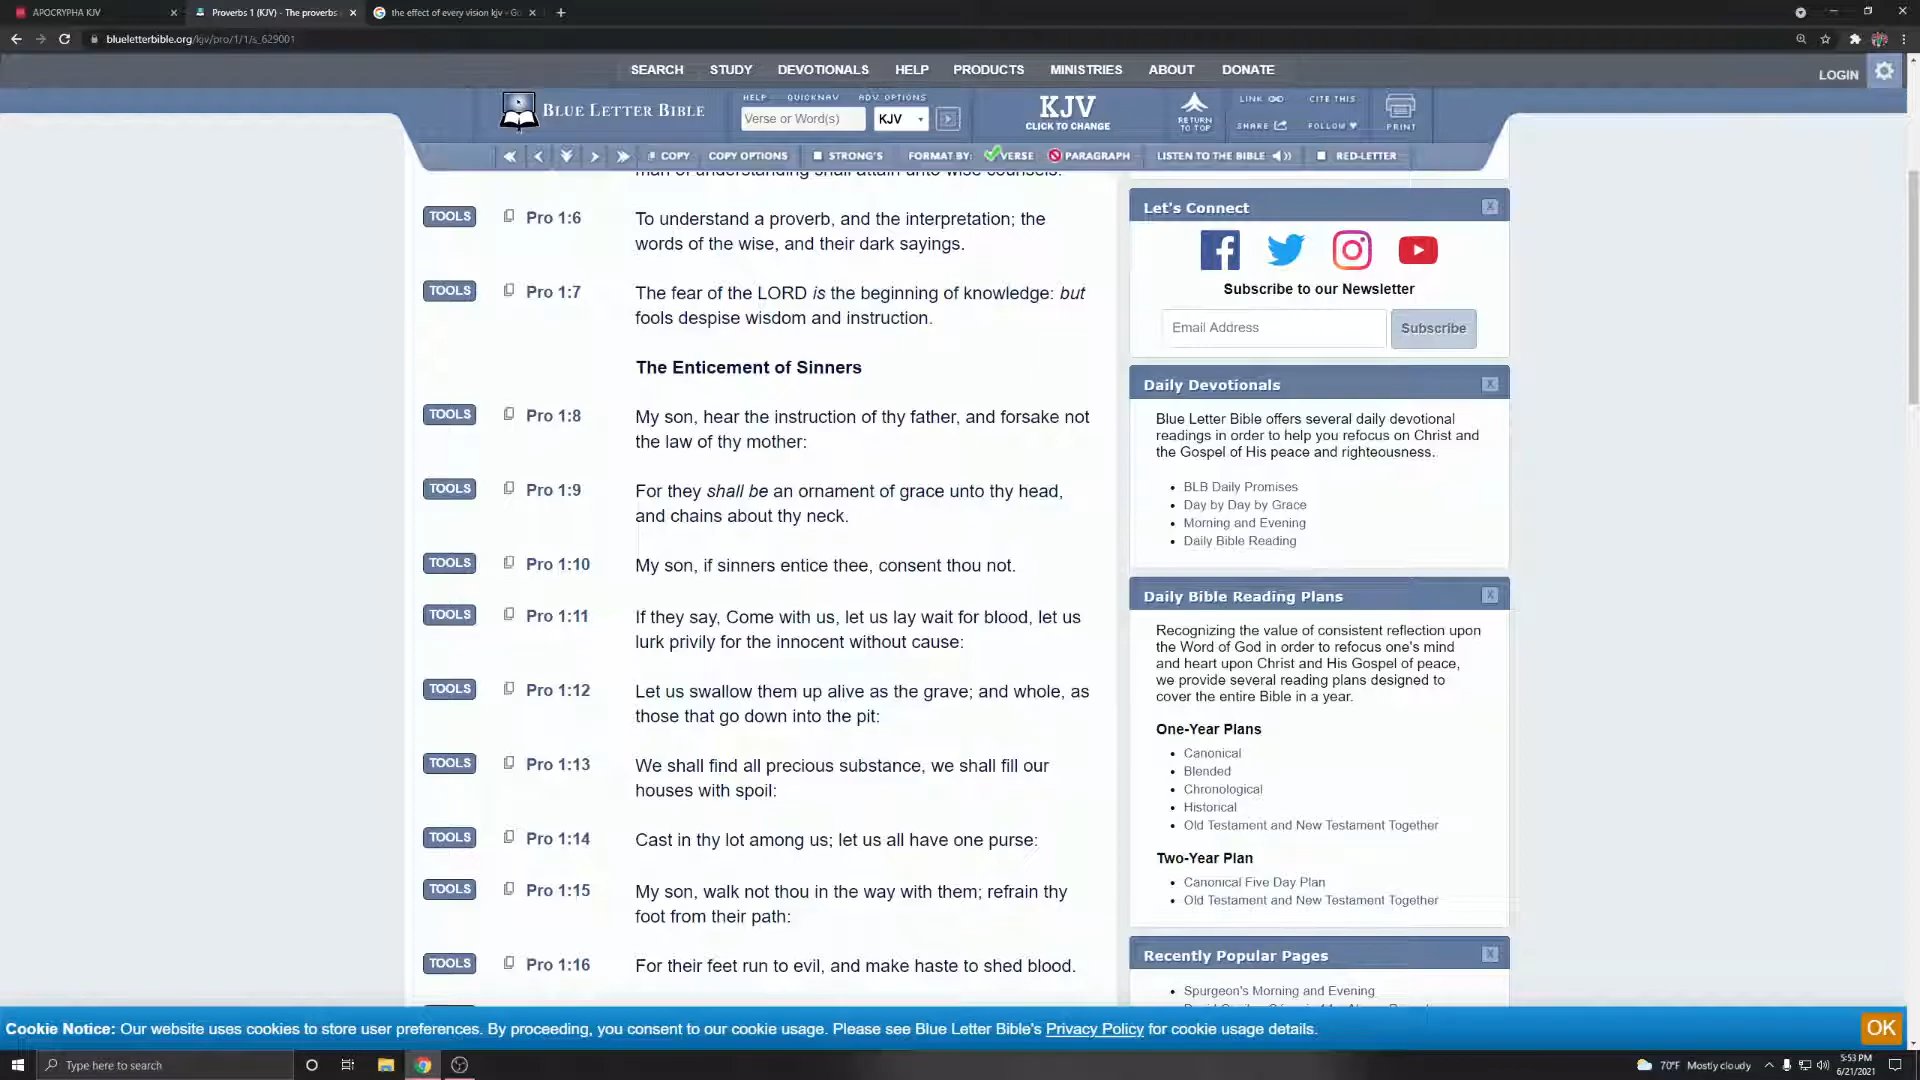 APOCRYPHA KJV
Proverbs 1 (KJV) - The proverbs
the effect of every vision kjv - Go
blueletterbible.org/kjv/pro/1/1/s_629001
SEARCH STUDY DEVOTIONALS HELP PRODUCTS MINISTRIES ABOUT DONATE
LOGIN
BLUE LETTER BIBLE
HELP QUICKNAV ADV. OPTIONS
Verse or Word(s) KJV
KJV
CLICK TO CHANGE
RETURN
TO TOP
LINK CITE THIS
SHARE FOLLOW
PRINT
COPY COPY OPTIONS STRONG'S FORMAT BY: VERSE PARAGRAPH LISTEN TO THE BIBLE RED-LETTER
man of understanding shall attain unto wise counsels:
TOOLS Pro 1:6 To understand a proverb, and the interpretation; the
words of the wise, and their dark sayings.
TOOLS Pro 1:7 The fear of the LORD is the beginning of knowledge: but
fools despise wisdom and instruction.
The Enticement of Sinners
TOOLS Pro 1:8 My son, hear the instruction of thy father, and forsake not
the law of thy mother:
TOOLS Pro 1:9 For they shall be an ornament of grace unto thy head,
and chains about thy neck.
TOOLS Pro 1:10 My son, if sinners entice thee, consent thou not.
TOOLS Pro 1:11 If they say, Come with us, let us lay wait for blood, let us
lurk privily for the innocent without cause:
TOOLS Pro 1:12 Let us swallow them up alive as the grave; and whole, as
those that go down into the pit:
TOOLS Pro 1:13 We shall find all precious substance, we shall fill our
houses with spoil:
TOOLS Pro 1:14 Cast in thy lot among us; let us all have one purse:
TOOLS Pro 1:15 My son, walk not thou in the way with them; refrain thy
foot from their path:
TOOLS Pro 1:16 For their feet run to evil, and make haste to shed blood.
Let's Connect X
Subscribe to our Newsletter
Email Address Subscribe
Daily Devotionals X
Blue Letter Bible offers several daily devotional
readings in order to help you refocus on Christ and
the Gospel of His peace and righteousness.
BLB Daily Promises
Day by Day by Grace
Morning and Evening
Daily Bible Reading
Daily Bible Reading Plans X
Recognizing the value of consistent reflection upon
the Word of God in order to refocus one's mind
and heart upon Christ and His Gospel of peace,
we provide several reading plans designed to
cover the entire Bible in a year.
One-Year Plans
Canonical
Blended
Chronological
Historical
Old Testament and New Testament Together
Two-Year Plan
Canonical Five Day Plan
Old Testament and New Testament Together
Recently Popular Pages X
Spurgeon's Morning and Evening
Cookie Notice: Our website uses cookies to store user preferences. By proceeding, you consent to our cookie usage. Please see Blue Letter Bible's Privacy Policy for cookie usage details.
OK
Type here to search
70°F Mostly cloudy
5:53 PM
6/21/2021